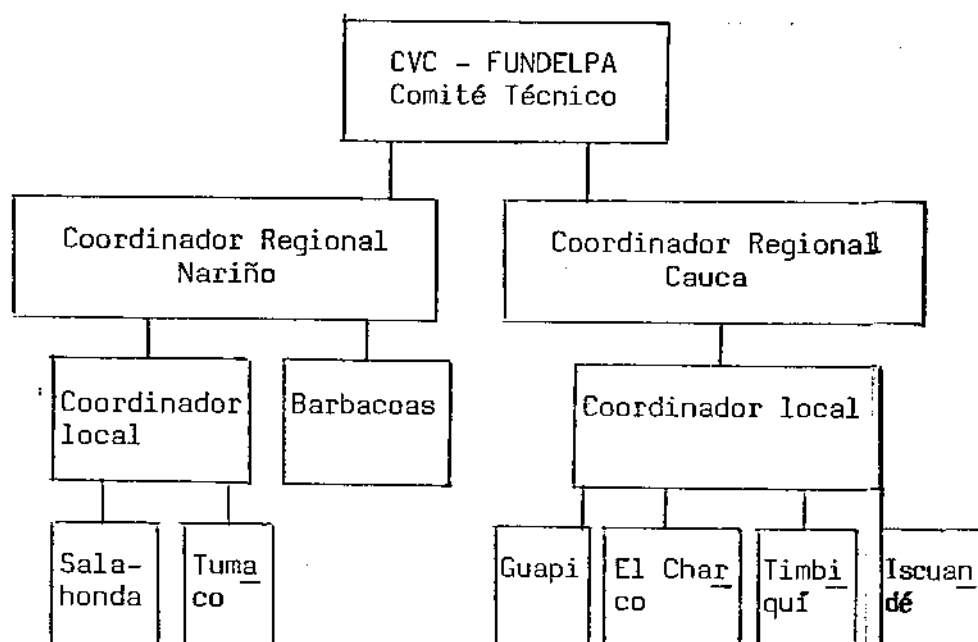 CVC - FUNDELPA
Comité Técnico
Coordinador Regional
Nariño
Coordinador Regional
Cauca
Coordinador
local
Barbacoas
Coordinador local
Sala-
honda
Tuma
co
Guapi
El Char
co
Timbi
quí
Iscuan
dé